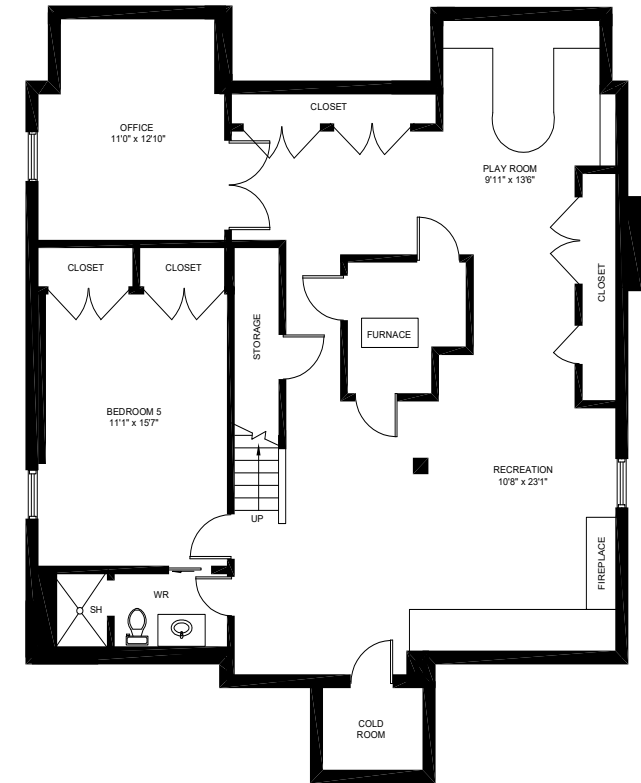 CLOSET
OFFICE
11'0" x 12'10"
PLAY ROOM
9'11" x 13'6"
CLOSET
CLOSET
CLOSET
STORAGE
FURNACE
BEDROOM 5
11'1" x 15'7"
RECREATION
10'8" x 23'1"
UP
FIREPLACE
WR
SH
COLD
ROOM